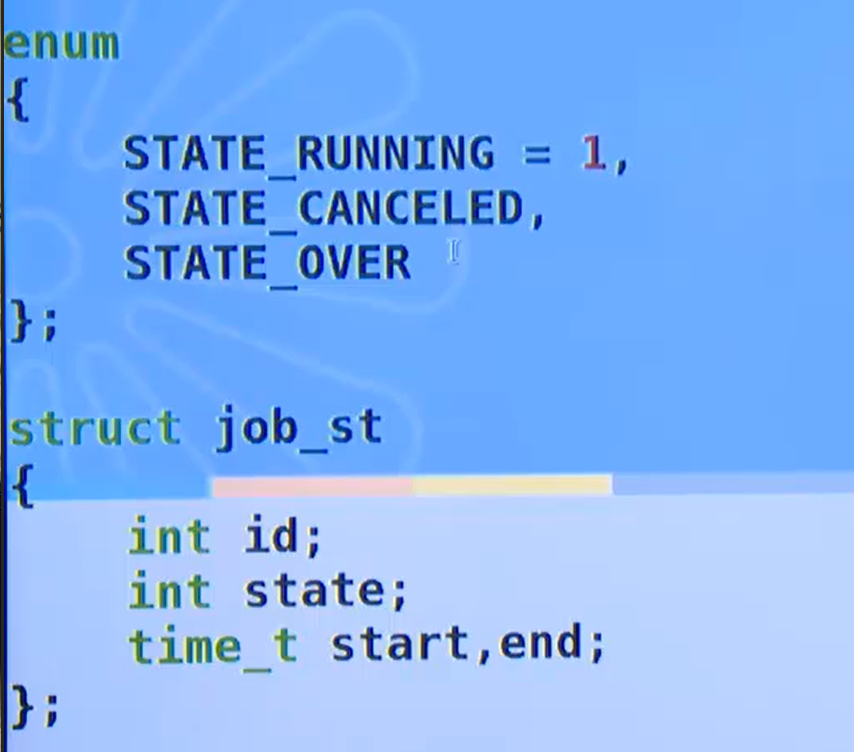 enum
{
    STATE_RUNNING = 1,
    STATE_CANCELED,
    STATE_OVER
};
struct job_st
{
    int id;
    int state;
    time_t start,end;
};